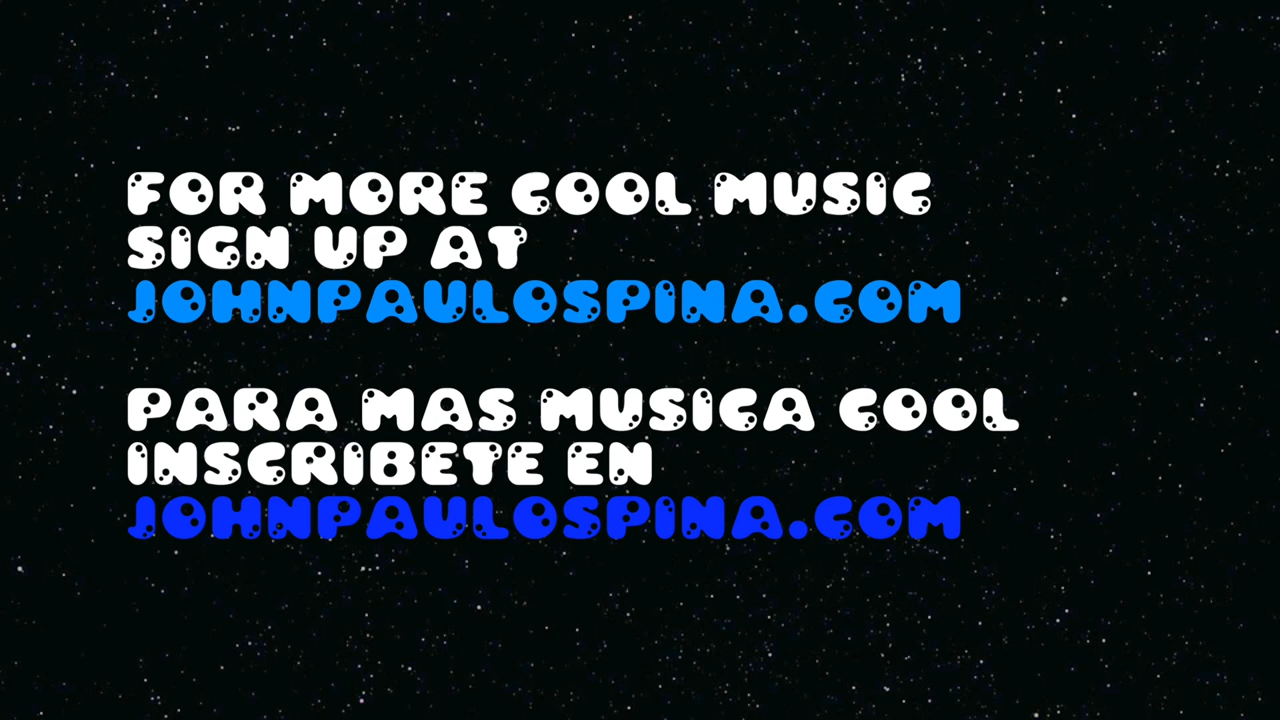 FOR MORE COOL MUSIC
SIGN UP AT
JOHNPAULOSPINA.COM
PARA MAS MUSICA COOL
INSCRIBETE EN
JOHNPAULOSPINA.COM